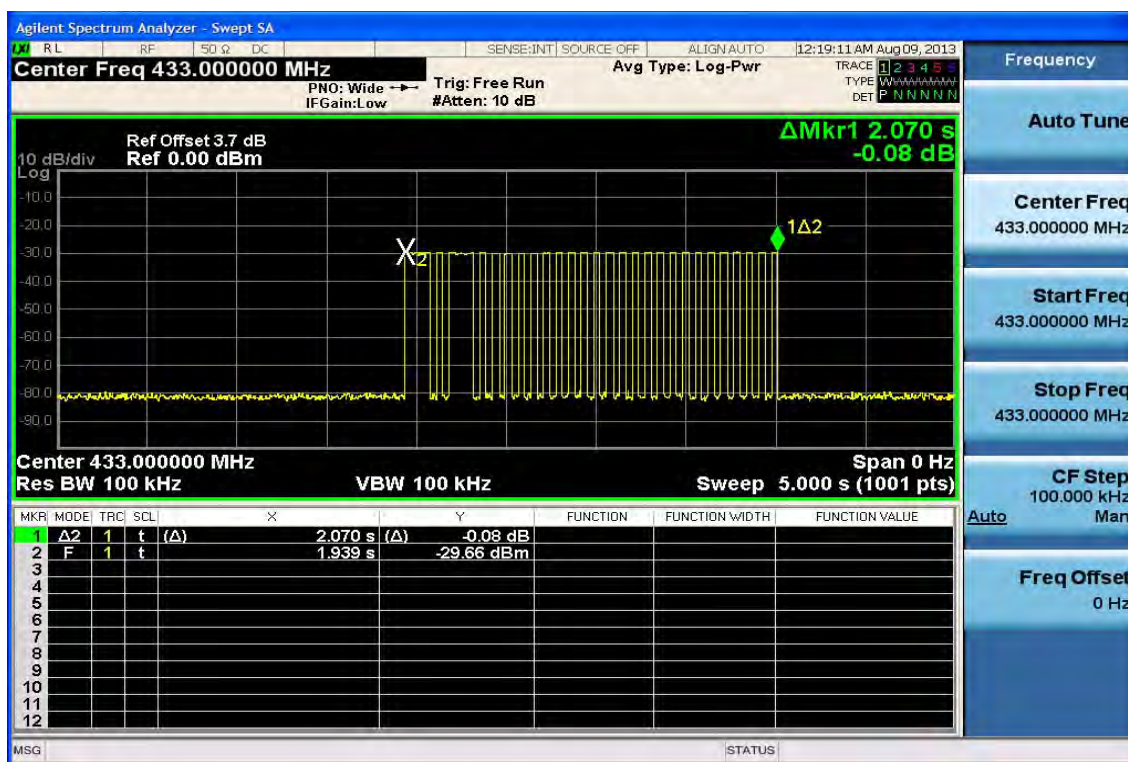 Agilent Spectrum Analyzer - Swept SA
LXI RL RF 50 Ω DC SENSE:INT SOURCE OFF ALIGN AUTO 12:19:11 AM Aug 09, 2013
Center Freq 433.000000 MHz Avg Type: Log-Pwr TRACE 1 2 3 4 5 6
PNO: Wide Trig: Free Run TYPE WWWWWW
IFGain:Low #Atten: 10 dB DET P N N N N N
Ref Offset 3.7 dB ΔMkr1 2.070 s
10 dB/div Ref 0.00 dBm -0.08 dB
Log
-10.0
-20.0
1Δ2
-30.0
X2
-40.0
-50.0
-60.0
-70.0
-80.0
-90.0
Center 433.000000 MHz Span 0 Hz
Res BW 100 kHz VBW 100 kHz Sweep 5.000 s (1001 pts)
MKR MODE TRC SCL X Y FUNCTION FUNCTION WIDTH FUNCTION VALUE
1 Δ2 1 t (Δ) 2.070 s (Δ) -0.08 dB
2 F 1 t 1.939 s -29.66 dBm
3
4
5
6
7
8
9
10
11
12
MSG STATUS
Frequency
Auto Tune
Center Freq
433.000000 MHz
Start Freq
433.000000 MHz
Stop Freq
433.000000 MHz
CF Step
100.000 kHz
Auto Man
Freq Offset
0 Hz